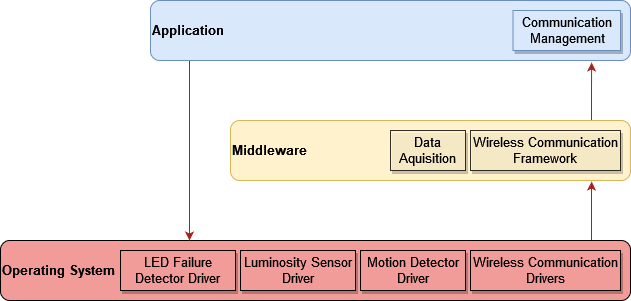 Application
Communication
Management
Middleware
Data
Aquisition
Wireless Communication
Framework
Operating System
LED Failure
Detector Driver
Luminosity Sensor
Driver
Motion Detector
Driver
Wireless Communication
Drivers